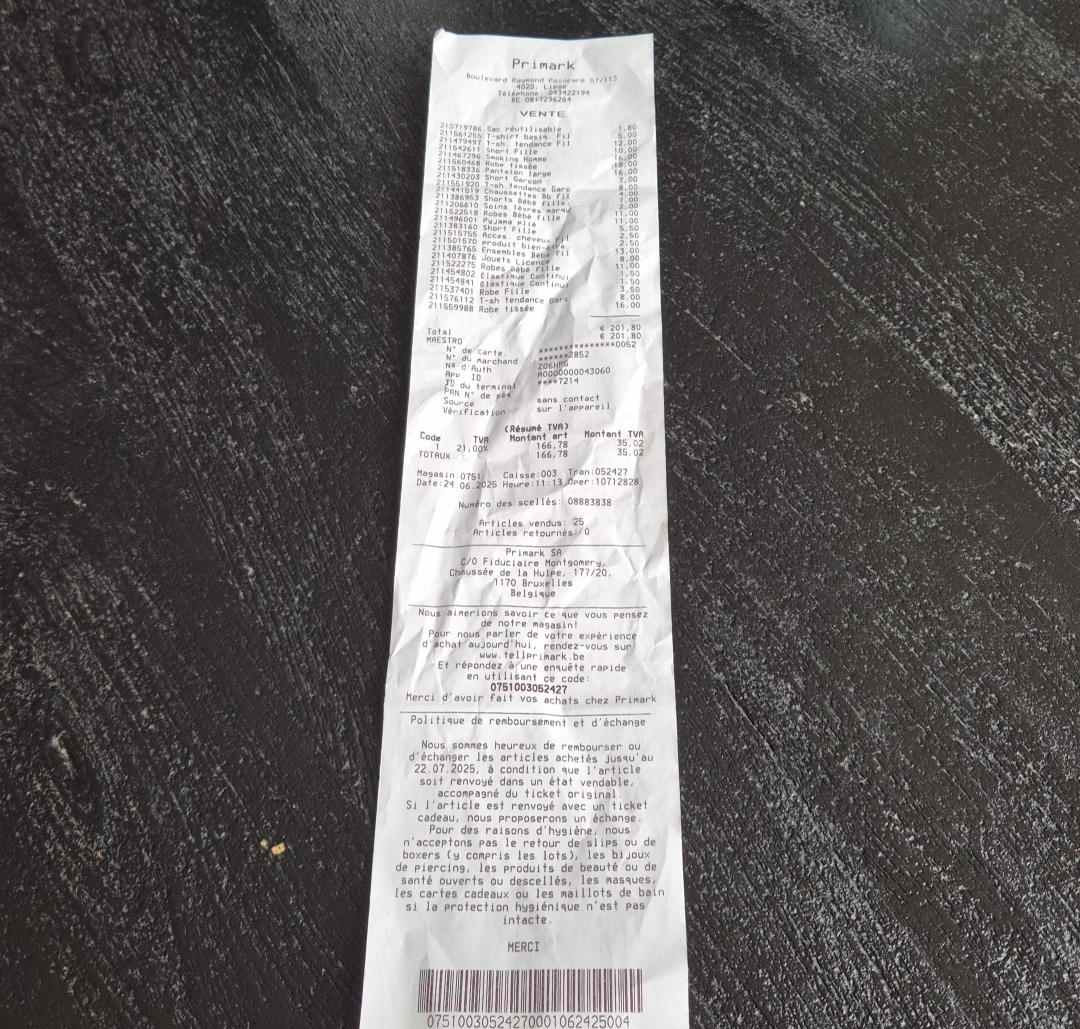 Primark
Boulevard Raymond Poincaré 07/113
4020, Liege
Téléphone: 043422194
BE 0817296264
VENTE
210719786 Sac réutilisable 1,80
211561255 T-shirt basiq. Fil 5,00
211479497 T-sh. tendance Fil 12,00
211542611 Short Fille 10,00
211467296 Smoking Homme 16,00
211560468 Robe tissée 18,00
211518336 Pantalon large 16,00
211430203 Short Garçon 7,00
211551920 T-sh tendance Garç 8,00
211441519 Chaussettes Bb fil 4,00
211386953 Shorts Bébé fille 7,00
211206610 Soins lèvres marqu 2,00
211522518 Robes Bébé fille 11,00
211496001 Pyjama plié 11,00
211383160 Short Fille 5,50
211515755 Acces. cheveux Fil 2,50
211501570 produit bien-être 2,50
211385765 Ensembles Bébé fil 13,00
211407876 Jouets Licence 8,00
211522275 Robes Bébé fille 11,00
211454802 Elastique Continui 1,50
211454841 Elastique Continui 1,50
211537401 Robe Fille 3,50
211576112 T-sh tendance Garç 8,00
211559988 Robe tissée 16,00
Total € 201,80
MAESTRO € 201,80
N° de carte. ***************0052
N° du marchand ******2852
Nº d'Auth Z06HPG
App ID A0000000043060
ID du terminal ****7214
PAN N° de séq
Source sans contact
Vérification sur l'appareil
(Résumé TVA)
Code TVA Montant art Montant TVA
1 21,00% 166,78 35,02
TOTAUX 166,78 35,02
Magasin:0751 Caisse:003 Tran:052427
Date:24.06.2025 Heure:11:13 Oper:10712828
Numéro des scellés: 08883838
Articles vendus: 25
Articles retournés: 0
Primark SA
C/O Fiduciaire Montgomery,
Chaussée de la Hulpe, 177/20,
1170 Bruxelles
Belgique
Nous aimerions savoir ce que vous pensez
de notre magasin!
Pour nous parler de votre expérience
d'achat aujourd'hui, rendez-vous sur:
www.tellprimark.be
Et répondez à une enquête rapide
en utilisant ce code:
0751003052427
Merci d'avoir fait vos achats chez Primark
Politique de remboursement et d'échange
Nous sommes heureux de rembourser ou
d'échanger les articles achetés jusqu'au
22.07.2025, à condition que l'article
soit renvoyé dans un état vendable,
accompagné du ticket original.
Si l'article est renvoyé avec un ticket
cadeau, nous proposerons un échange.
Pour des raisons d'hygiène, nous
n'acceptons pas le retour de slips ou de
boxers (y compris les lots), les bijoux
de piercing, les produits de beauté ou de
santé ouverts ou descellés, les masques,
les cartes cadeaux ou les maillots de bain
si la protection hygiénique n'est pas
intacte.
MERCI
07510030524270001062425004